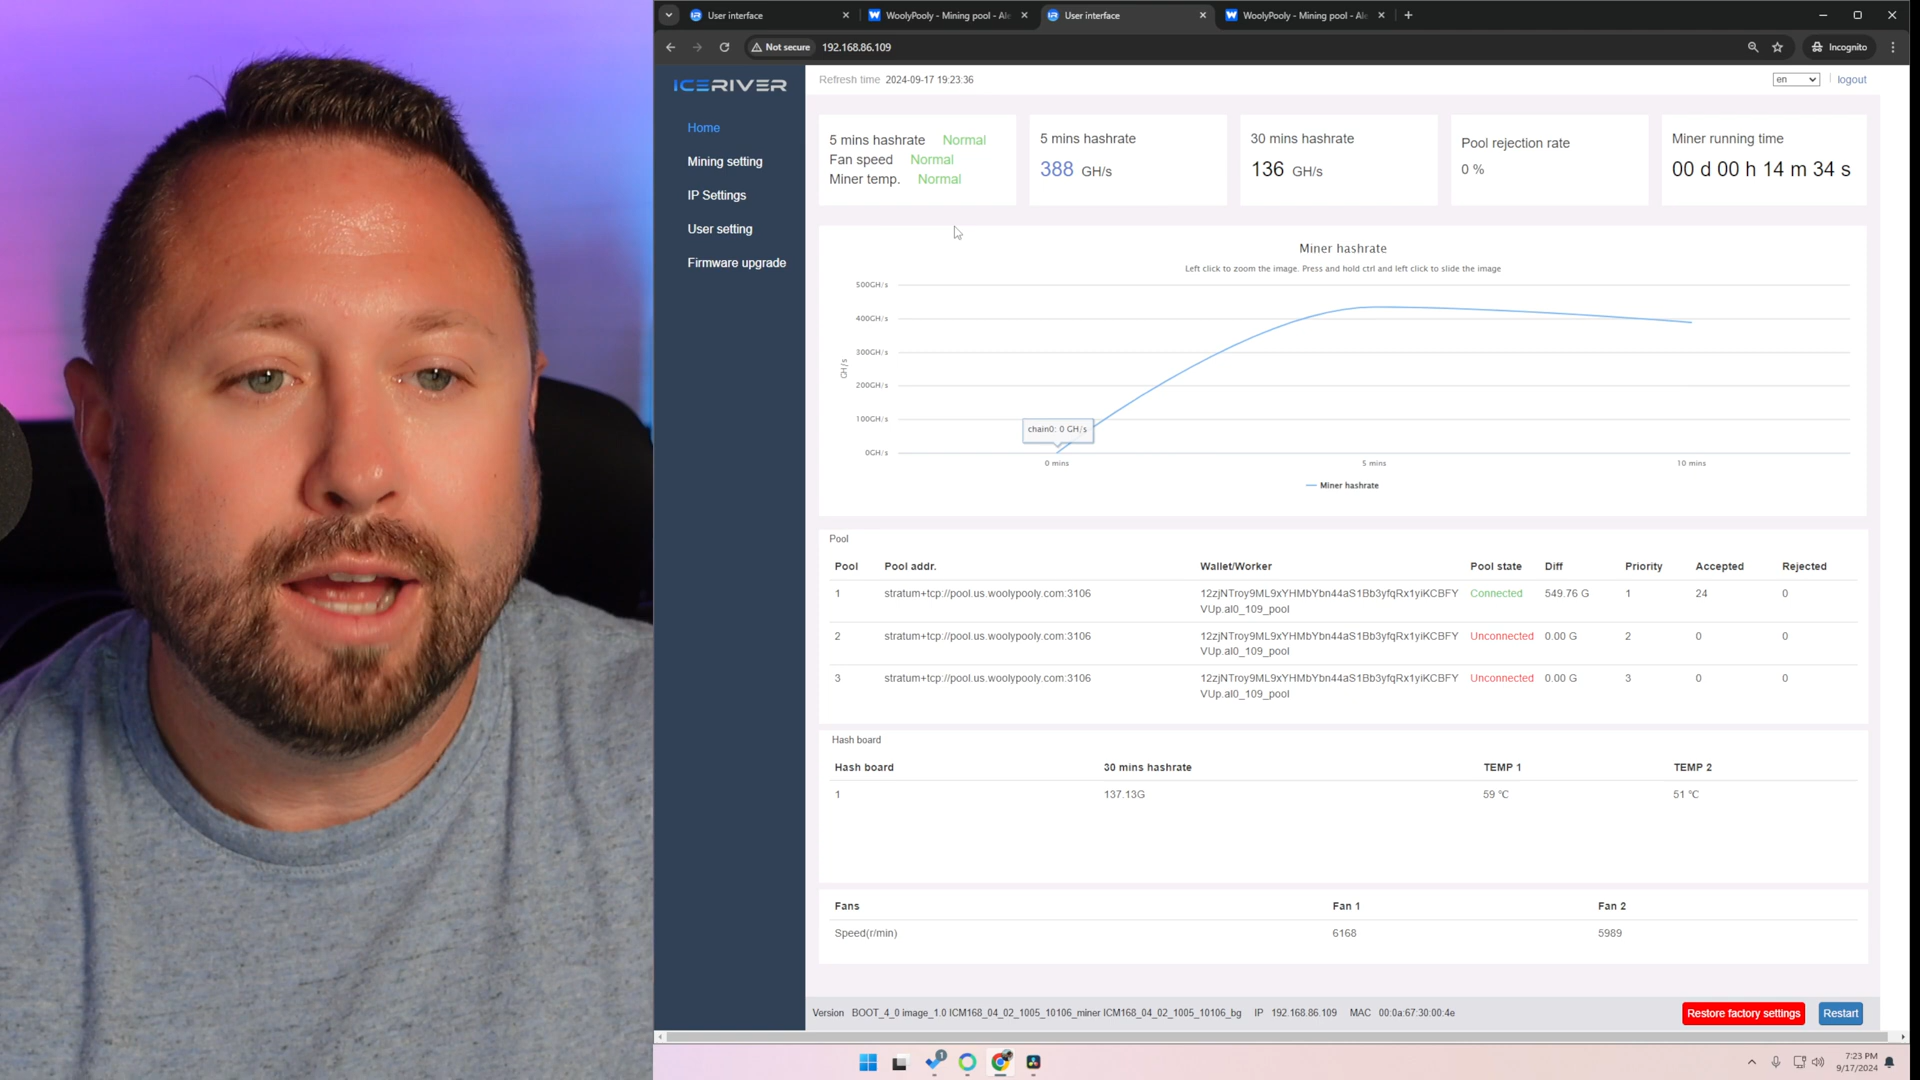 User interface
WoolyPooly - Mining pool - Ale
User interface
WoolyPooly - Mining pool - Ale
Not secure 192.168.86.109
Incognito
ICERIVER
Refresh time 2024-09-17 19:23:36
en
logout
Home
Mining setting
IP Settings
User setting
Firmware upgrade
5 mins hashrate Normal
Fan speed Normal
Miner temp. Normal
5 mins hashrate
388 GH/s
30 mins hashrate
136 GH/s
Pool rejection rate
0 %
Miner running time
00 d 00 h 14 m 34 s
Miner hashrate
Left click to zoom the image. Press and hold ctrl and left click to slide the image
500GH/s
400GH/s
300GH/s
200GH/s
100GH/s
0GH/s
GH/s
chain0: 0 GH/s
0 mins 5 mins 10 mins
Miner hashrate
Pool
Pool Pool addr. Wallet/Worker Pool state Diff Priority Accepted Rejected
1 stratum+tcp://pool.us.woolypooly.com:3106 12zjNTroy9ML9xYHMbYbn44aS1Bb3yfqRx1yiKCBFY Connected 549.76 G 1 24 0
VUp.al0_109_pool
2 stratum+tcp://pool.us.woolypooly.com:3106 12zjNTroy9ML9xYHMbYbn44aS1Bb3yfqRx1yiKCBFY Unconnected 0.00 G 2 0 0
VUp.al0_109_pool
3 stratum+tcp://pool.us.woolypooly.com:3106 12zjNTroy9ML9xYHMbYbn44aS1Bb3yfqRx1yiKCBFY Unconnected 0.00 G 3 0 0
VUp.al0_109_pool
Hash board
Hash board 30 mins hashrate TEMP 1 TEMP 2
1 137.13G 59 °C 51 °C
Fans Fan 1 Fan 2
Speed(r/min) 6168 5989
Version BOOT_4_0 image_1.0 ICM168_04_02_1005_10106_miner ICM168_04_02_1005_10106_bg IP 192.168.86.109 MAC 00:0a:67:30:00:4e
Restore factory settings
Restart
1
7:23 PM
9/17/2024